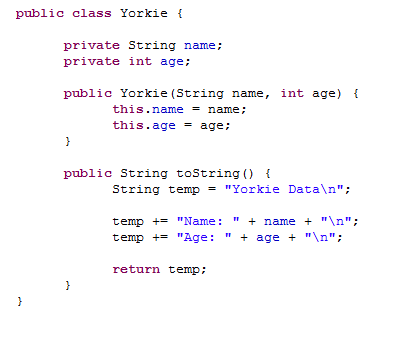 public class Yorkie {
private String name;
private int age;
public Yorkie(String name, int age) {
this.name = name;
this.age = age;
}
public String toString() {
String temp = "Yorkie Data\n";
temp += "Name: " + name + "\n";
temp += "Age: " + age + "\n";
return temp;
}
}